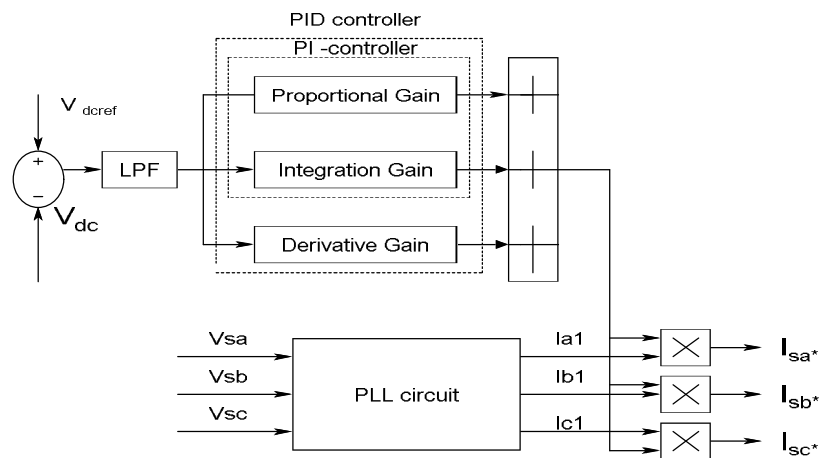 PID controller
PI -controller
Proportional Gain
V dcref
+
LPF
Integration Gain
−
Vdc
Derivative Gain
Vsa
Ia1
Isa*
Vsb
PLL circuit
Ib1
Isb*
Vsc
Ic1
Isc*